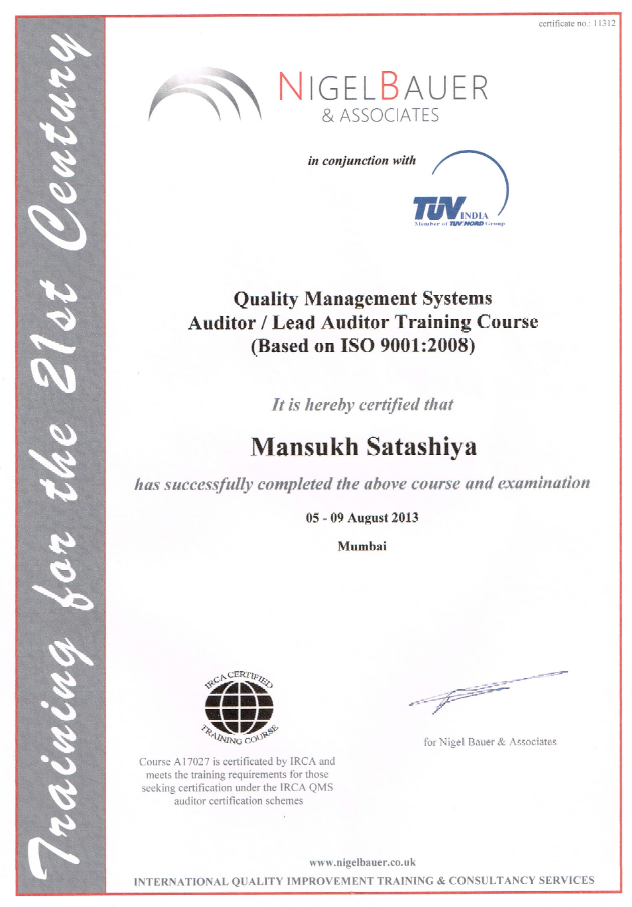 certificate no.: 11312
Training for the 21st Century
NIGELBAUER
& ASSOCIATES
in conjunction with
TÜV INDIA
Member of TUV NORD Group
Quality Management Systems
Auditor / Lead Auditor Training Course
(Based on ISO 9001:2008)
It is hereby certified that
Mansukh Satashiya
has successfully completed the above course and examination
05 - 09 August 2013
Mumbai
IRCA CERTIFIED
TRAINING COURSE
for Nigel Bauer & Associates
Course A17027 is certificated by IRCA and
meets the training requirements for those
seeking certification under the IRCA QMS
auditor certification schemes
www.nigelbauer.co.uk
INTERNATIONAL QUALITY IMPROVEMENT TRAINING & CONSULTANCY SERVICES